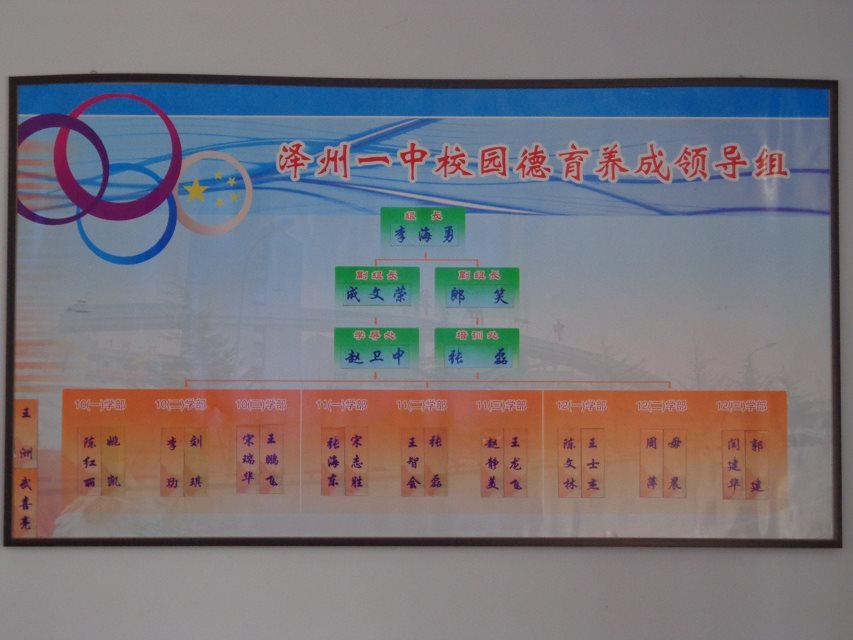 泽州一中校园德育养成领导组
组长
李海勇
副组长
成文荣
副组长
郎笑
学导处
赵卫中
培训处
张磊
10(一)学部
10(二)学部
10(三)学部
11(一)学部
11(二)学部
11(三)学部
12(一)学部
12(二)学部
12(三)学部
陈红丽
姚凯
李功
刘琪
宋瑞华
王鹏飞
张海东
宋志胜
王智会
张磊
赵静美
王龙飞
陈文林
王士杰
周萍
毋晨
闫建华
郭建
王洲
武喜亮